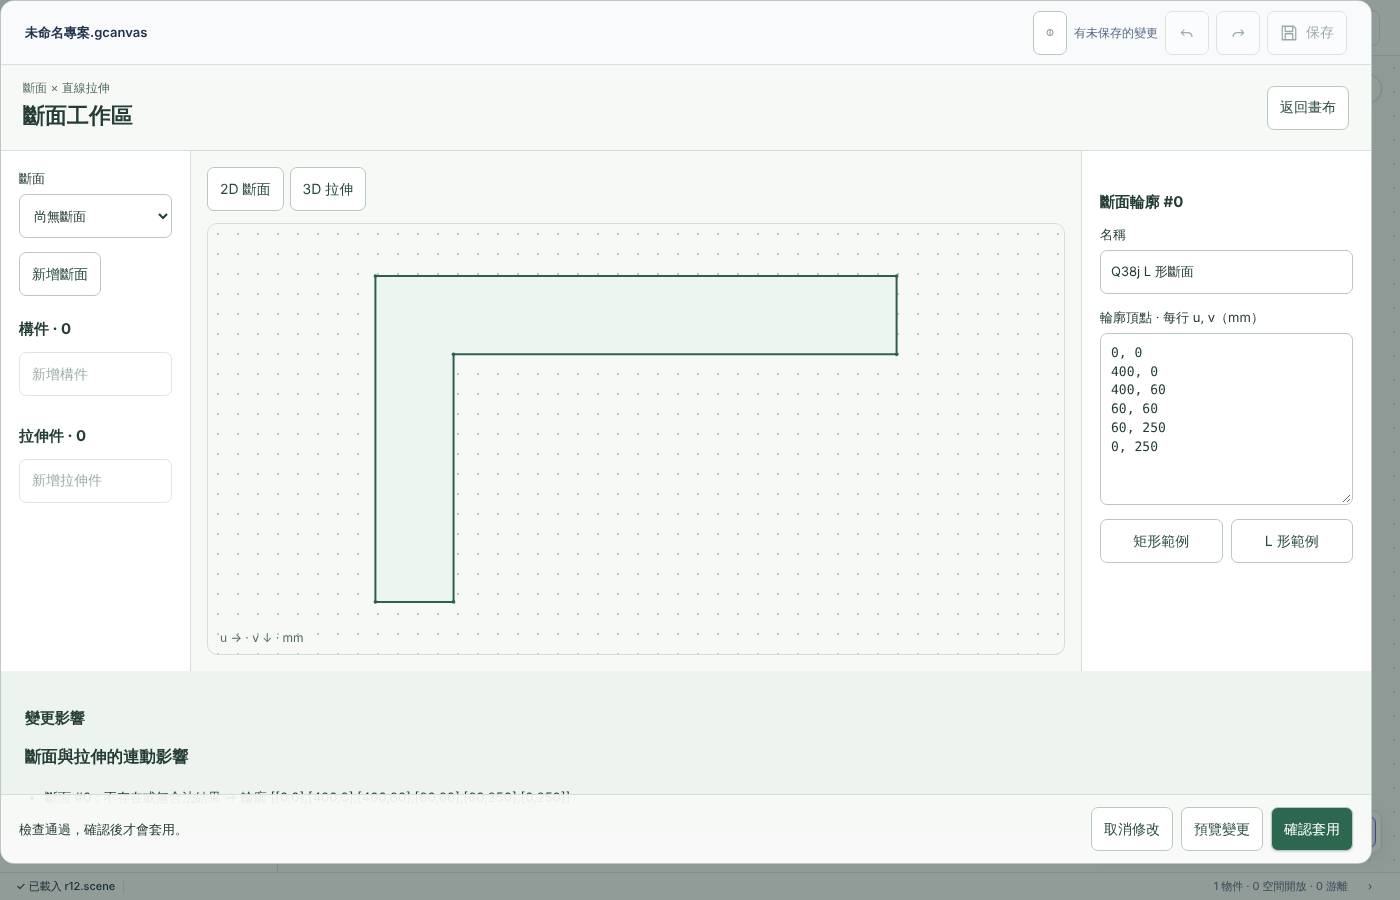 未命名專案.gcanvas
有未保存的變更
保存
斷面 × 直線拉伸
斷面工作區
返回畫布
斷面
尚無斷面
新增斷面
構件 · 0
新增構件
拉伸件 · 0
新增拉伸件
2D 斷面
3D 拉伸
u → · v ↓ · mm
斷面輪廓 #0
名稱
Q38j L 形斷面
輪廓頂點 · 每行 u, v（mm）
0, 0
400, 0
400, 60
60, 60
60, 250
0, 250
矩形範例
L 形範例
變更影響
斷面與拉伸的連動影響
檢查通過，確認後才會套用。
取消修改
預覽變更
確認套用
✓ 已載入 r12.scene
1 物件 · 0 空間開放 · 0 游離